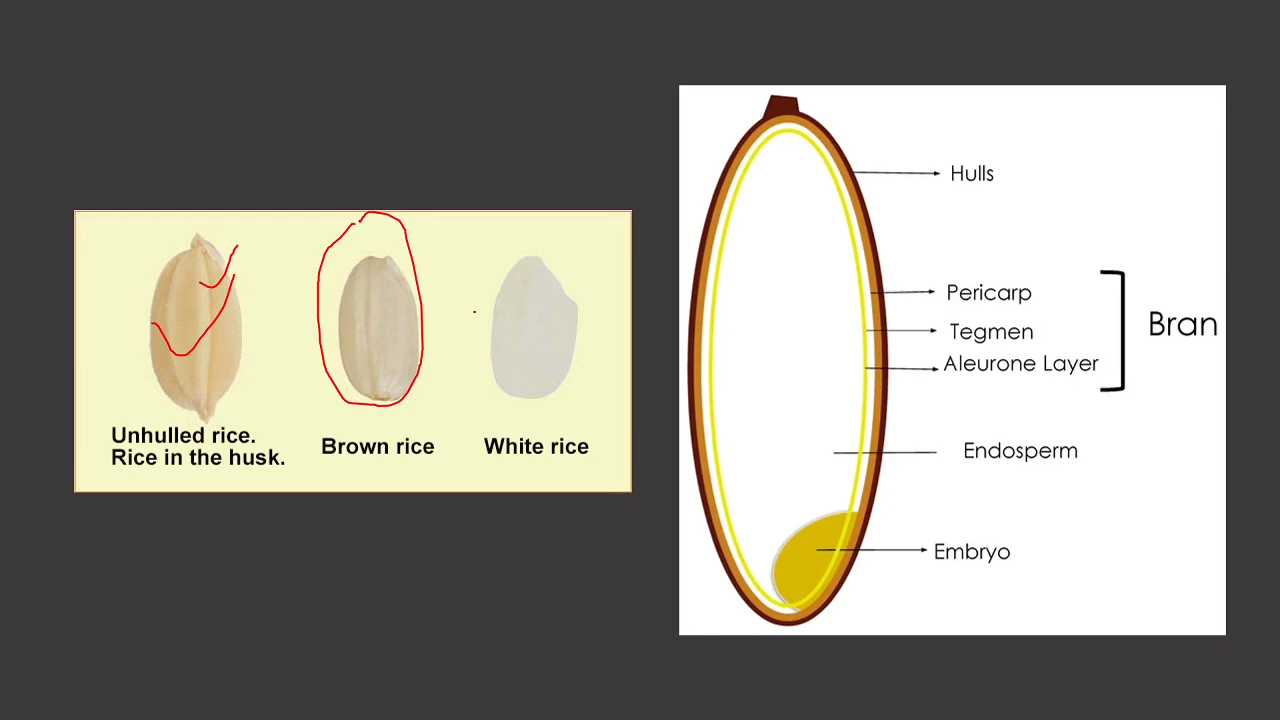 Unhulled rice.
Rice in the husk.
Brown rice
White rice
Hulls
Pericarp
Tegmen
Aleurone Layer
Bran
Endosperm
Embryo